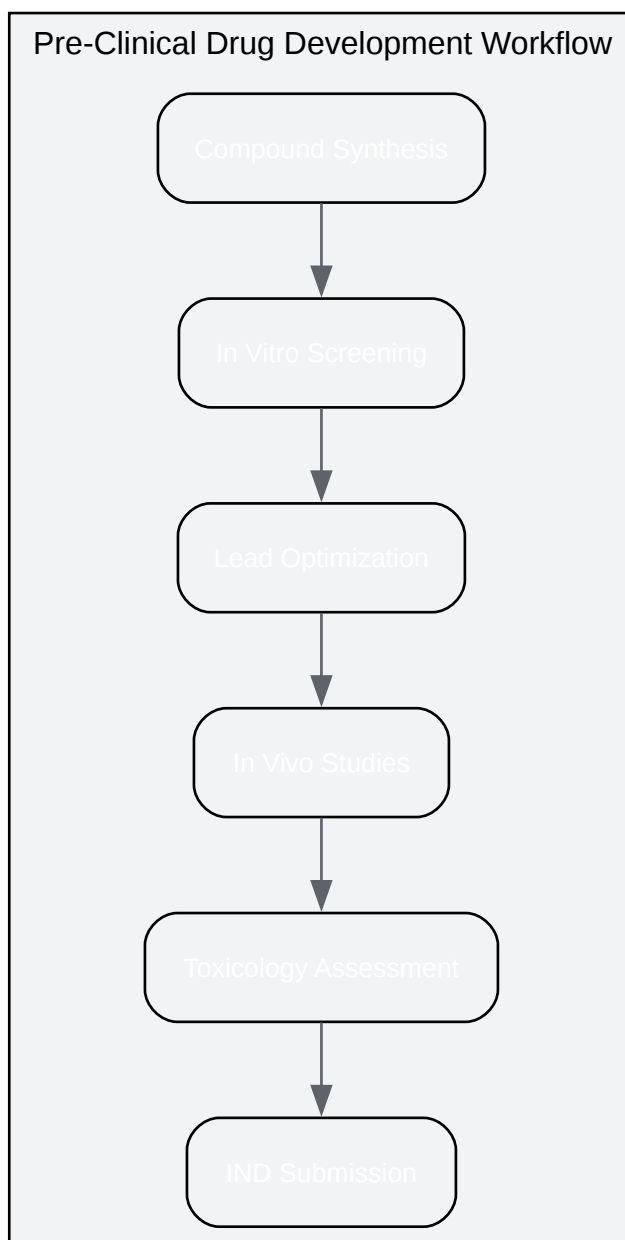 Pre-Clinical Drug Development Workflow
Compound Synthesis
In Vitro Screening
Lead Optimization
In Vivo Studies
Toxicology Assessment
IND Submission